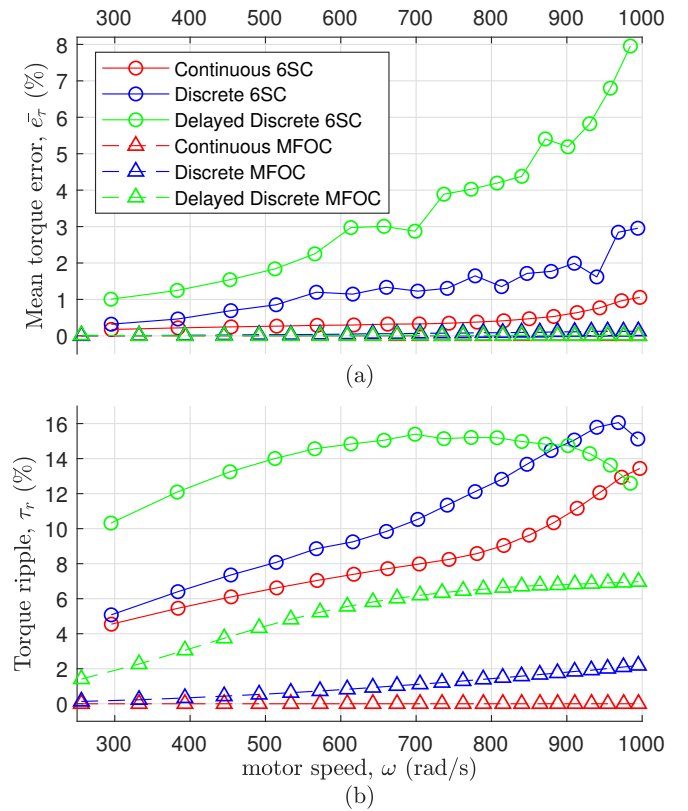 300 400 500 600 700 800 900 1000
8
7
6
5
4
3
2
1
0
Mean torque error, ēτ (%)
Continuous 6SC
Discrete 6SC
Delayed Discrete 6SC
Continuous MFOC
Discrete MFOC
Delayed Discrete MFOC
(a)
16
14
12
10
8
6
4
2
0
Torque ripple, τr (%)
300 400 500 600 700 800 900 1000
motor speed, ω (rad/s)
(b)